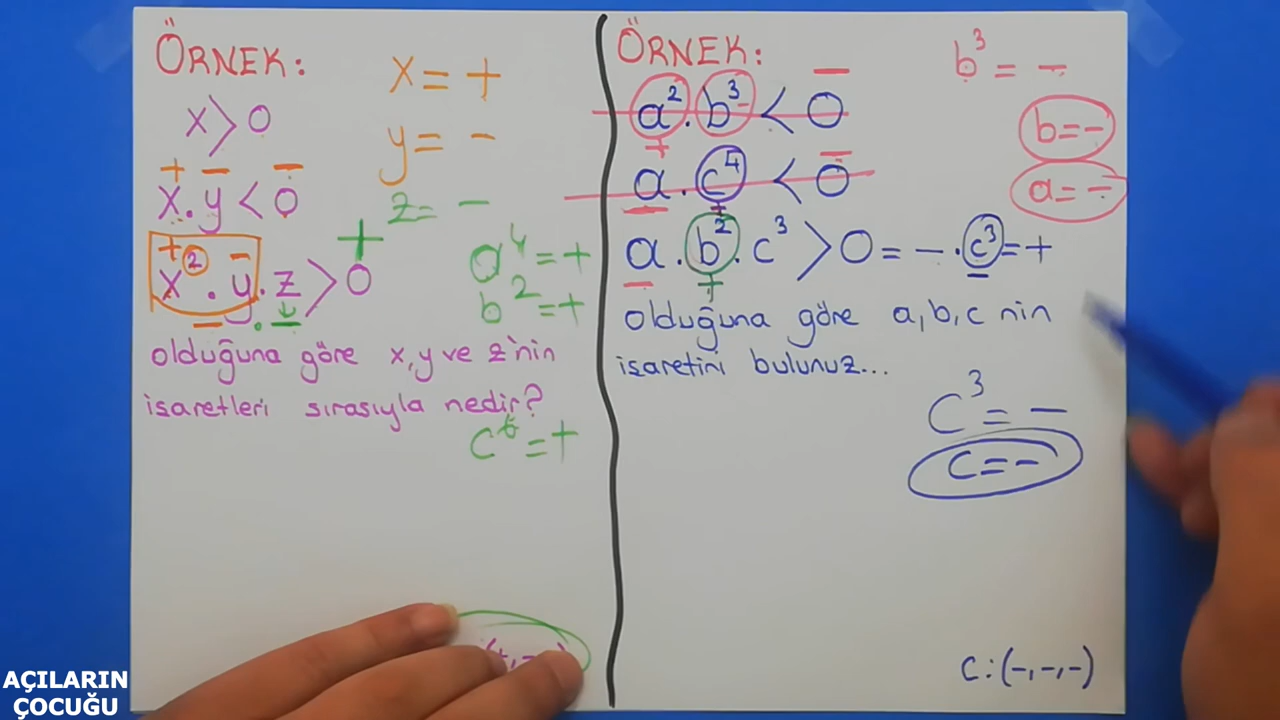 ÖRNEK:
x>0
+ - -
x.y<0
+ - +
x².y.z>0
-.-
olduğuna göre x,y ve z'nin
işaretleri sırasıyla nedir?
x=+
y=-
z=-
a⁴=+
b²=+
c⁶=+
(+,-
ÖRNEK:
a².b³<0
+ - -
a.c⁴<0
- + -
a.b².c³>0=-.c³=+
- + -
olduğuna göre a,b,c nin
işaretini bulunuz...
b³=-
b=-
a=-
c³=-
c=-
C:(-,-,-)
AÇILARIN
ÇOCUĞU